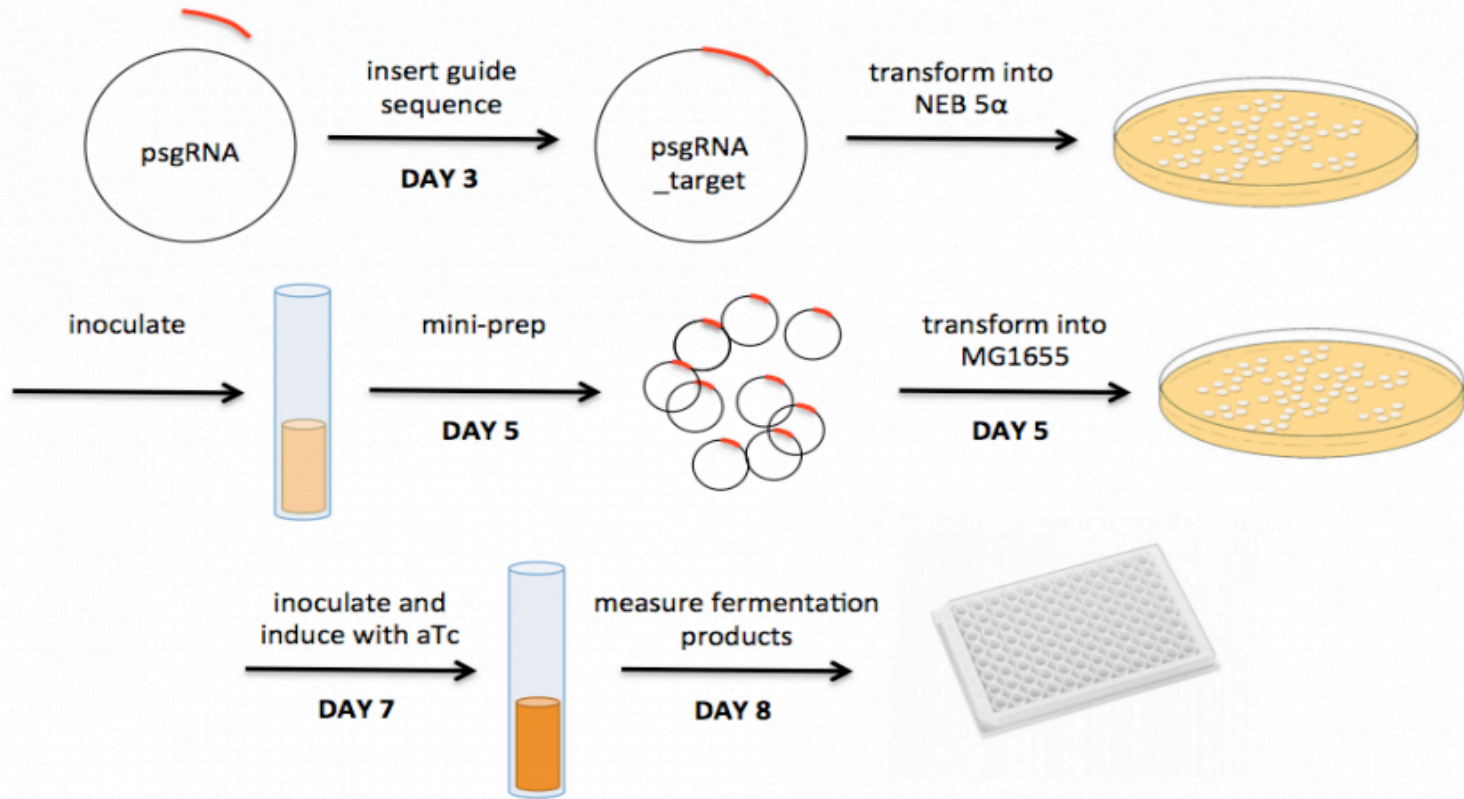 insert guide
sequence
transform into
NEB 5α
psgRNA
DAY 3
psgRNA
_target
inoculate
mini-prep
transform into
MG1655
DAY 5
DAY 5
inoculate and
induce with aTc
measure fermentation
products
DAY 7
DAY 8